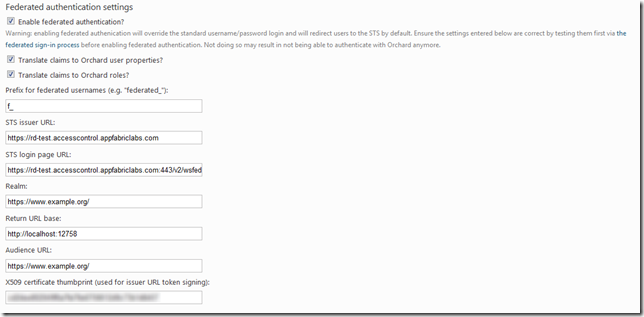 Federated authentication settings
Enable federated authentication?
Warning: enabling federated authenication will override the standard username/password login and will redirect users to the STS by default. Ensure the settings entered below are correct by testing them first via the
federated sign-in process before enabling federated authentication. Not doing so may result in not being able to authenticate with Orchard anymore.
Translate claims to Orchard user properties?
Translate claims to Orchard roles?
Prefix for federated usernames (e.g. "federated_"):
f_
STS issuer URL:
https://rd-test.accesscontrol.appfabriclabs.com
STS login page URL:
https://rd-test.accesscontrol.appfabriclabs.com:443/v2/wsfed
Realm:
https://www.example.org/
Return URL base:
http://localhost:12758
Audience URL:
https://www.example.org/
X509 certificate thumbprint (used for issuer URL token signing):